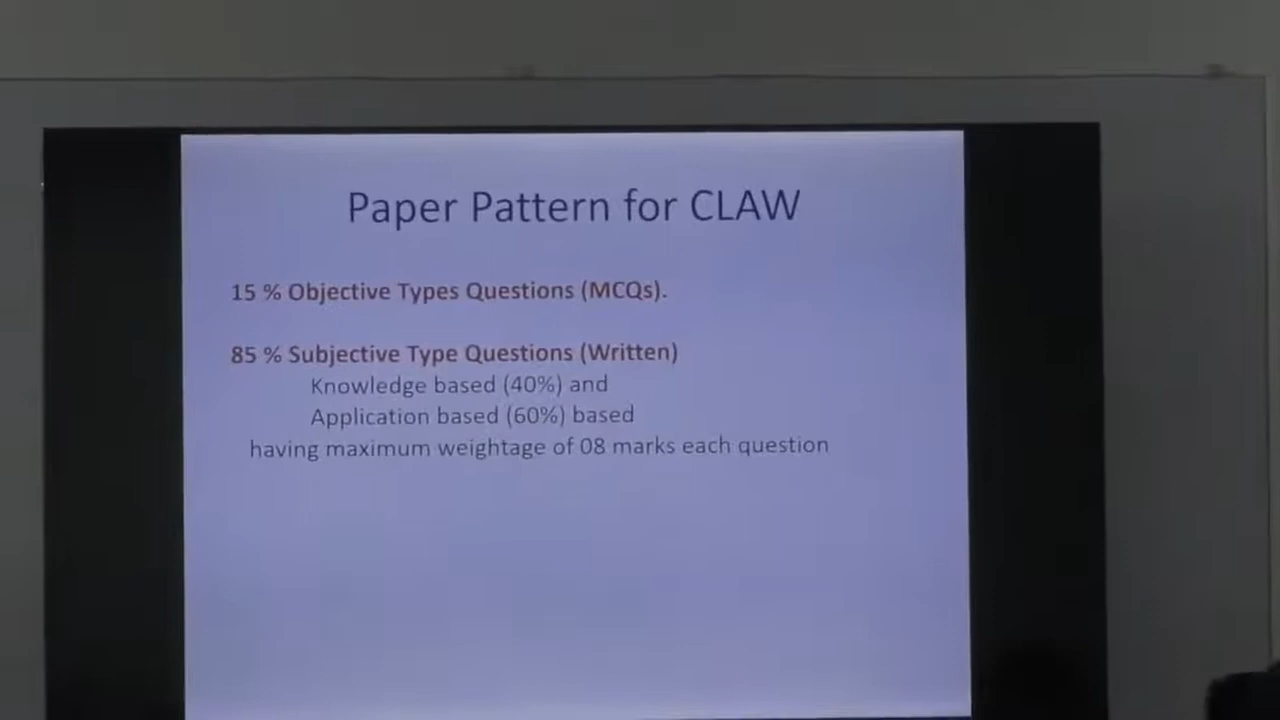 Paper Pattern for CLAW
15 % Objective Types Questions (MCQs).
85 % Subjective Type Questions (Written)
Knowledge based (40%) and
Application based (60%) based
having maximum weightage of 08 marks each question